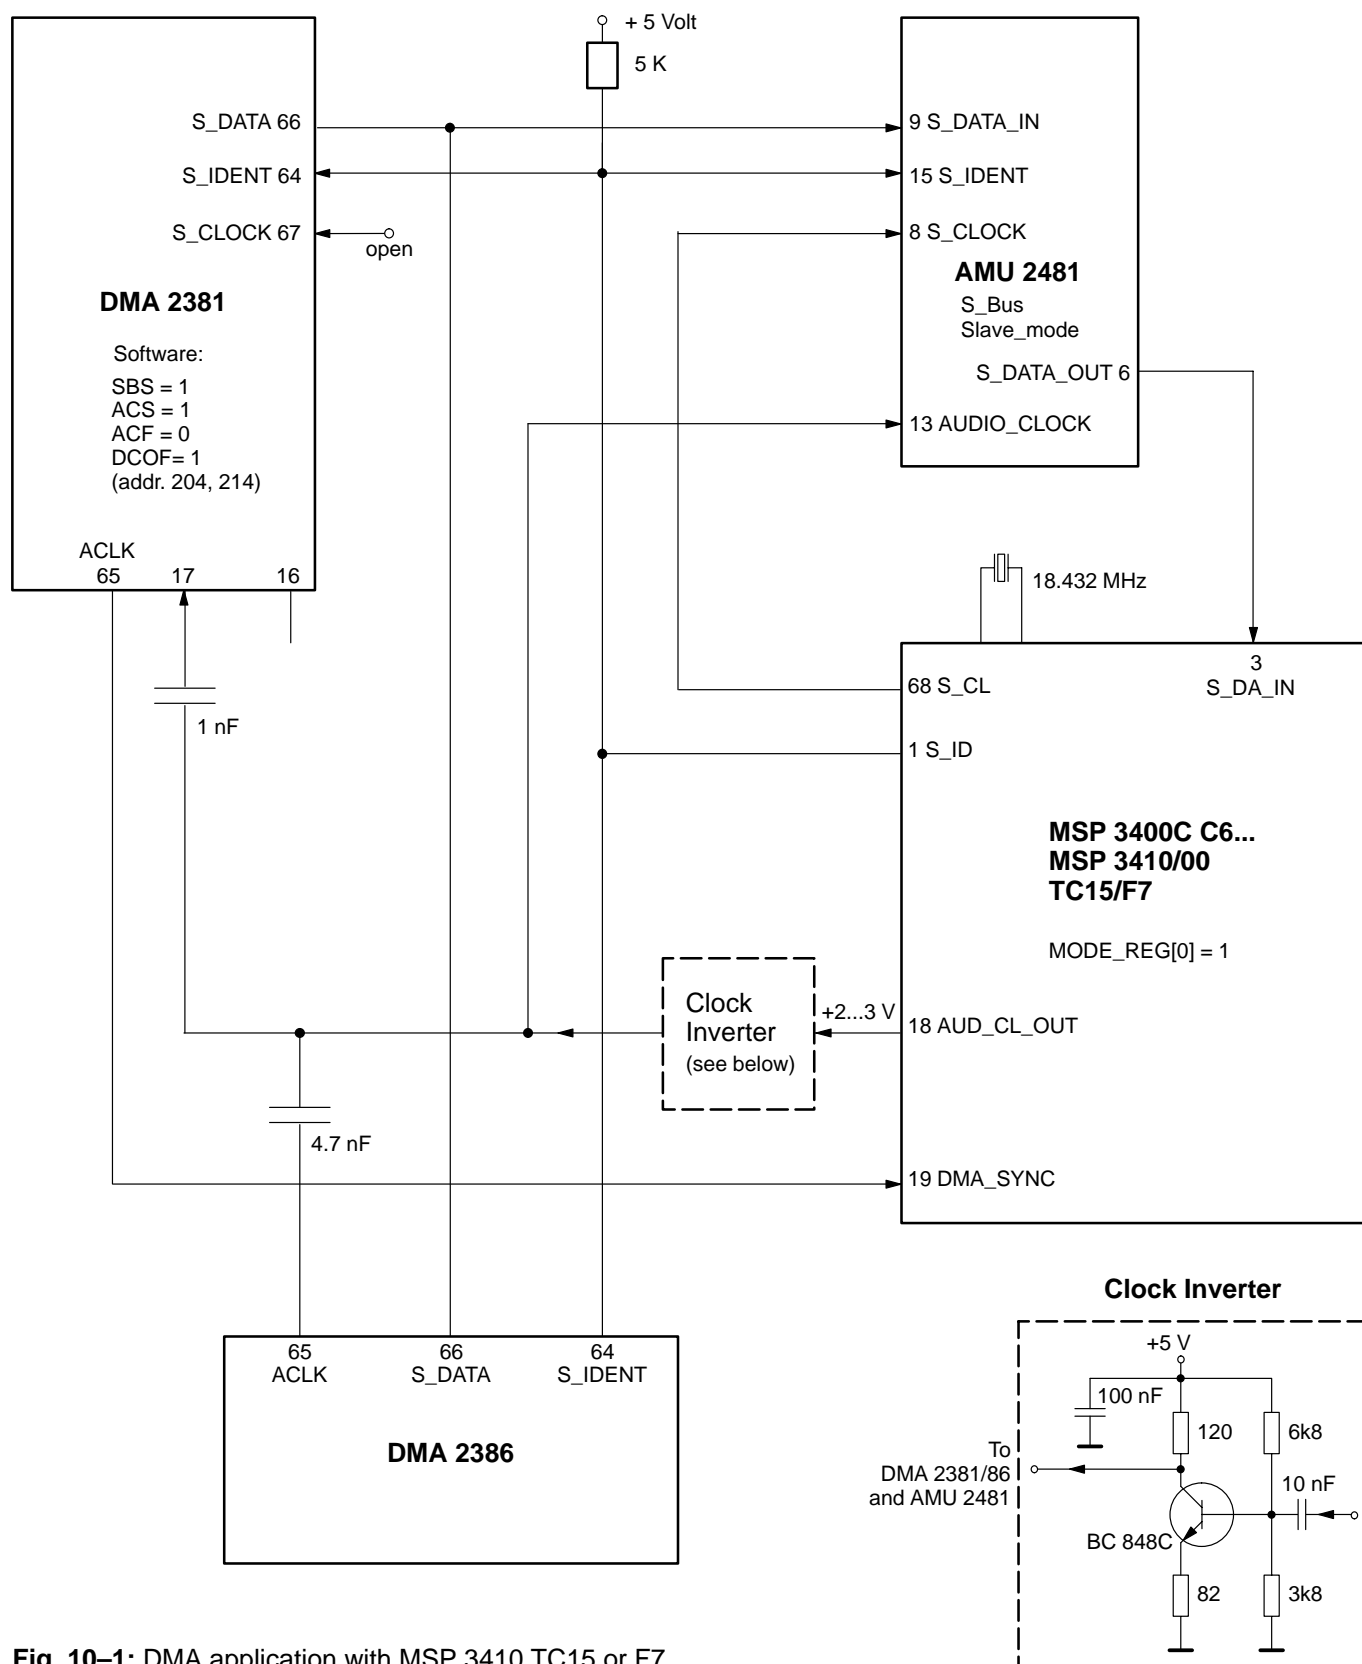 + 5 Volt
5 K
S_DATA 66
9 S_DATA_IN
S_IDENT 64
15 S_IDENT
S_CLOCK 67
open
8 S_CLOCK
AMU 2481
S_Bus
Slave_mode
DMA 2381
Software:
SBS = 1
ACS = 1
ACF = 0
DCOF= 1
(addr. 204, 214)
S_DATA_OUT 6
13 AUDIO_CLOCK
ACLK
65
17
16
18.432 MHz
3
S_DA_IN
68 S_CL
1 nF
1 S_ID
MSP 3400C C6...
MSP 3410/00
TC15/F7
MODE_REG[0] = 1
Clock
Inverter
(see below)
+2...3 V
18 AUD_CL_OUT
4.7 nF
19 DMA_SYNC
65
ACLK
66
S_DATA
64
S_IDENT
DMA 2386
Clock Inverter
+5 V
100 nF
120
6k8
To
DMA 2381/86
and AMU 2481
10 nF
BC 848C
82
3k8
Fig. 10–1: DMA application with MSP 3410 TC15 or F7